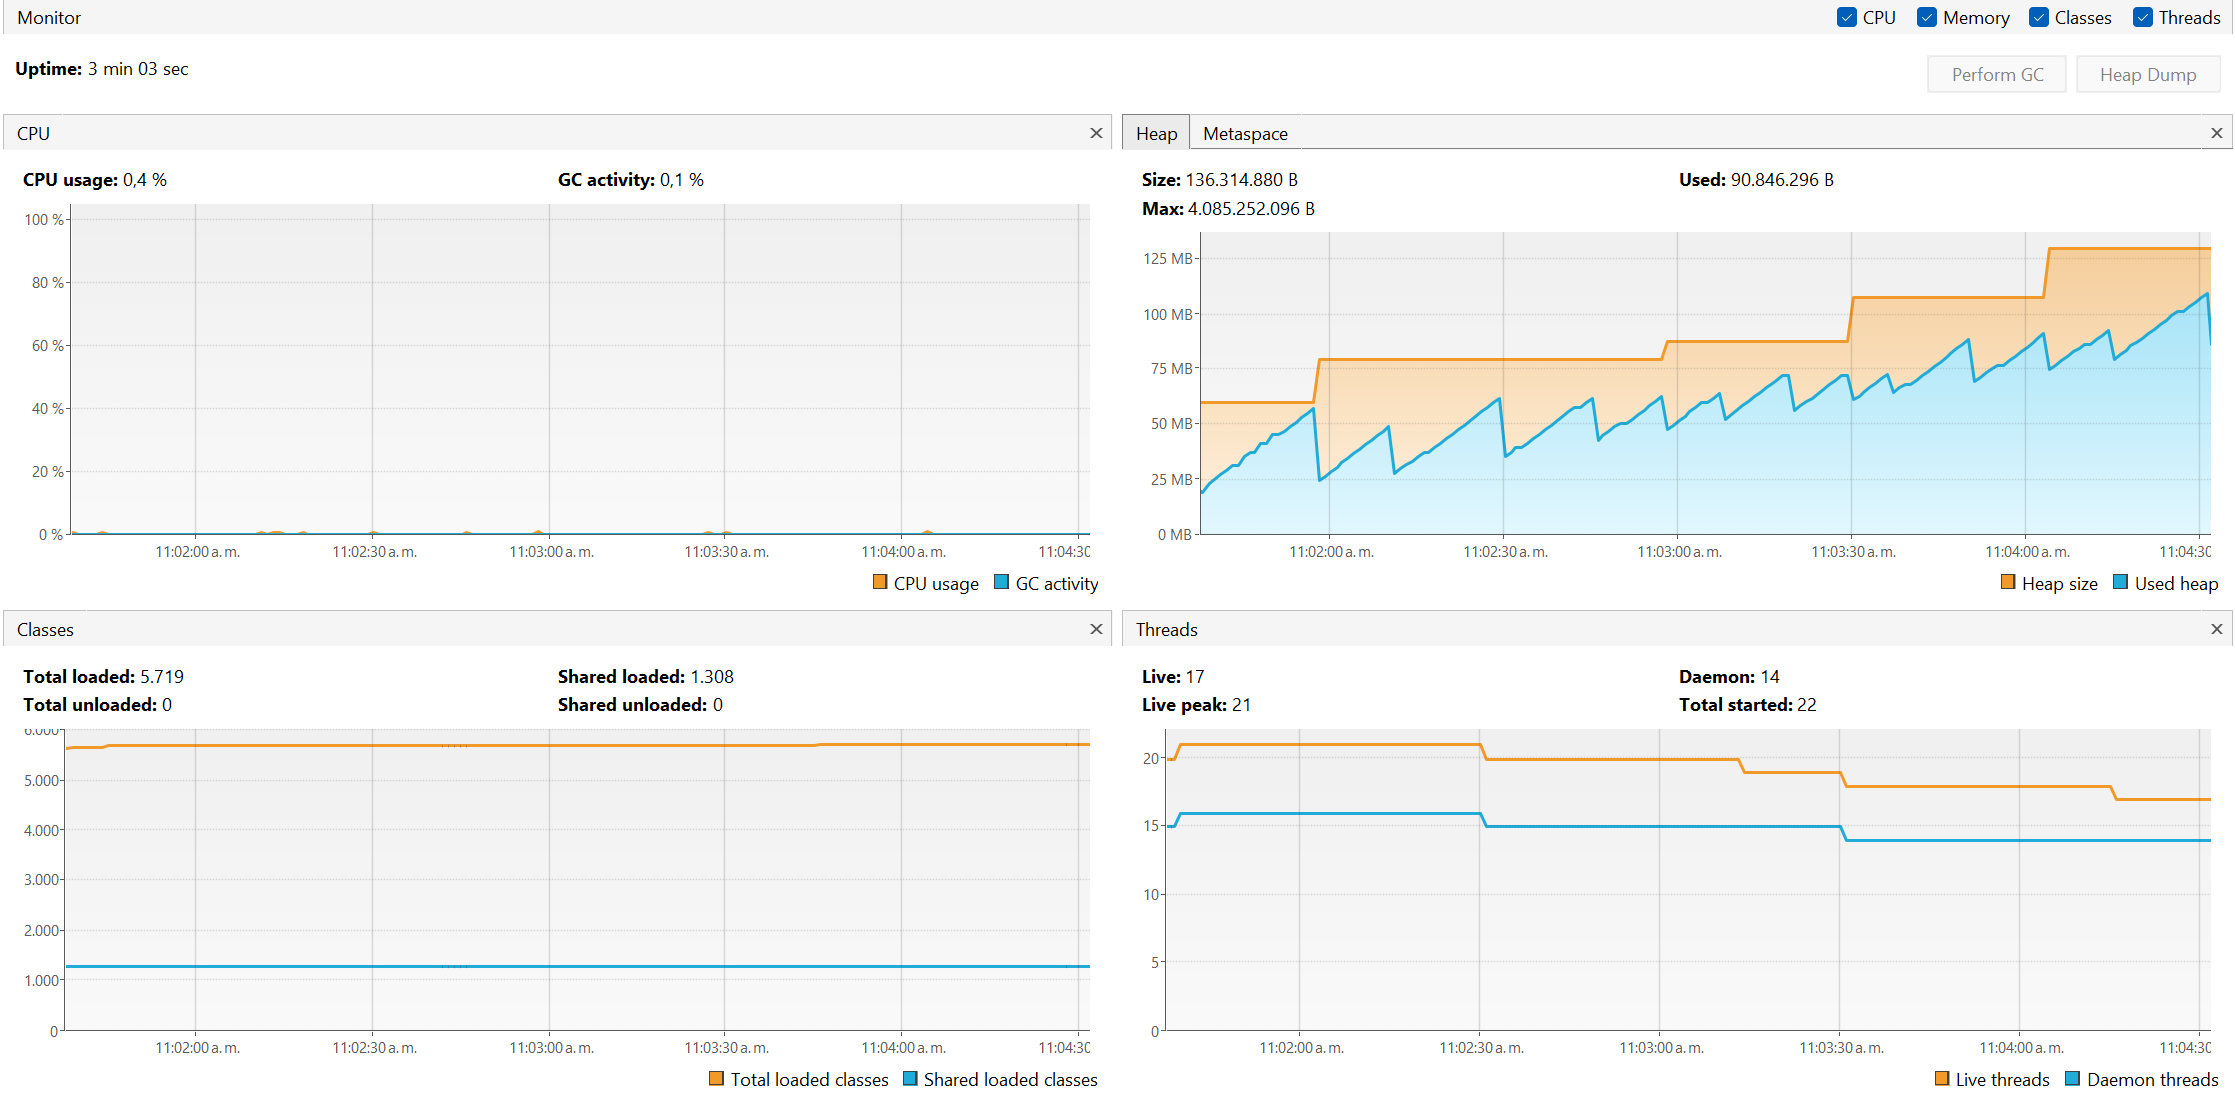 Monitor
CPU Memory Classes Threads
Uptime: 3 min 03 sec
Perform GC Heap Dump
CPU
CPU usage: 0,4 % GC activity: 0,1 %
100 %
80 %
60 %
40 %
20 %
0 %
11:02:00 a. m. 11:02:30 a. m. 11:03:00 a. m. 11:03:30 a. m. 11:04:00 a. m. 11:04:30
CPU usage GC activity
Heap Metaspace
Size: 136.314.880 B Used: 90.846.296 B
Max: 4.085.252.096 B
125 MB
100 MB
75 MB
50 MB
25 MB
0 MB
11:02:00 a. m. 11:02:30 a. m. 11:03:00 a. m. 11:03:30 a. m. 11:04:00 a. m. 11:04:30
Heap size Used heap
Classes
Total loaded: 5.719 Shared loaded: 1.308
Total unloaded: 0 Shared unloaded: 0
6.000
5.000
4.000
3.000
2.000
1.000
0
11:02:00 a. m. 11:02:30 a. m. 11:03:00 a. m. 11:03:30 a. m. 11:04:00 a. m. 11:04:30
Total loaded classes Shared loaded classes
Threads
Live: 17 Daemon: 14
Live peak: 21 Total started: 22
20
15
10
5
0
11:02:00 a. m. 11:02:30 a. m. 11:03:00 a. m. 11:03:30 a. m. 11:04:00 a. m. 11:04:30
Live threads Daemon threads